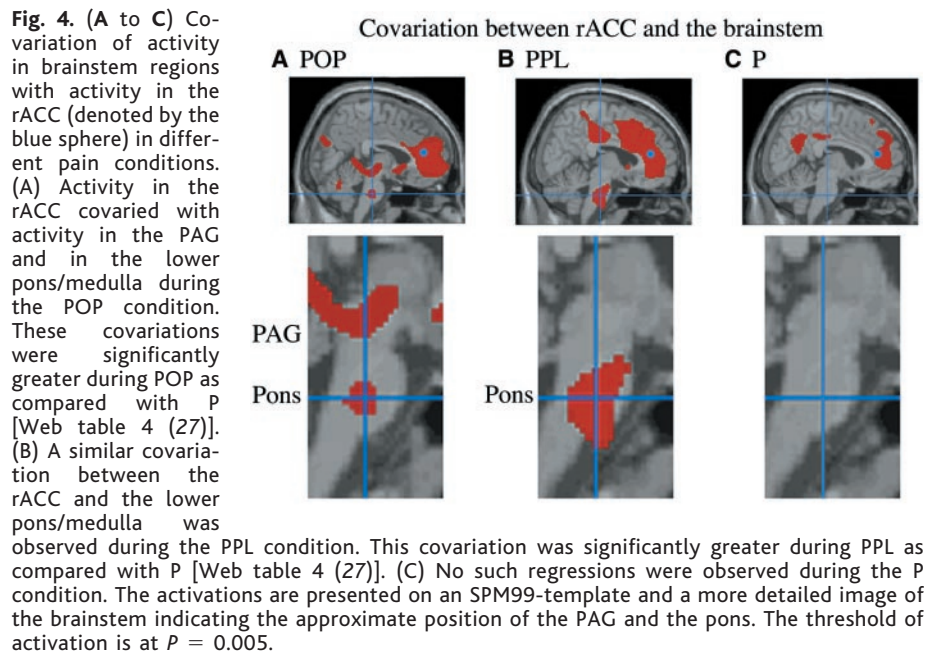 Fig. 4. (A to C) Co-
variation of activity
in brainstem regions
with activity in the
rACC (denoted by the
blue sphere) in differ-
ent pain conditions.
(A) Activity in the
rACC covaried with
activity in the PAG
and in the lower
pons/medulla during
the POP condition.
These covariations
were significantly
greater during POP as
compared with P
[Web table 4 (27)].
(B) A similar covaria-
tion between the
rACC and the lower
pons/medulla was
observed during the PPL condition. This covariation was significantly greater during PPL as
compared with P [Web table 4 (27)]. (C) No such regressions were observed during the P
condition. The activations are presented on an SPM99-template and a more detailed image of
the brainstem indicating the approximate position of the PAG and the pons. The threshold of
activation is at P = 0.005.
Covariation between rACC and the brainstem
A POP
B PPL
C P
PAG
Pons
Pons